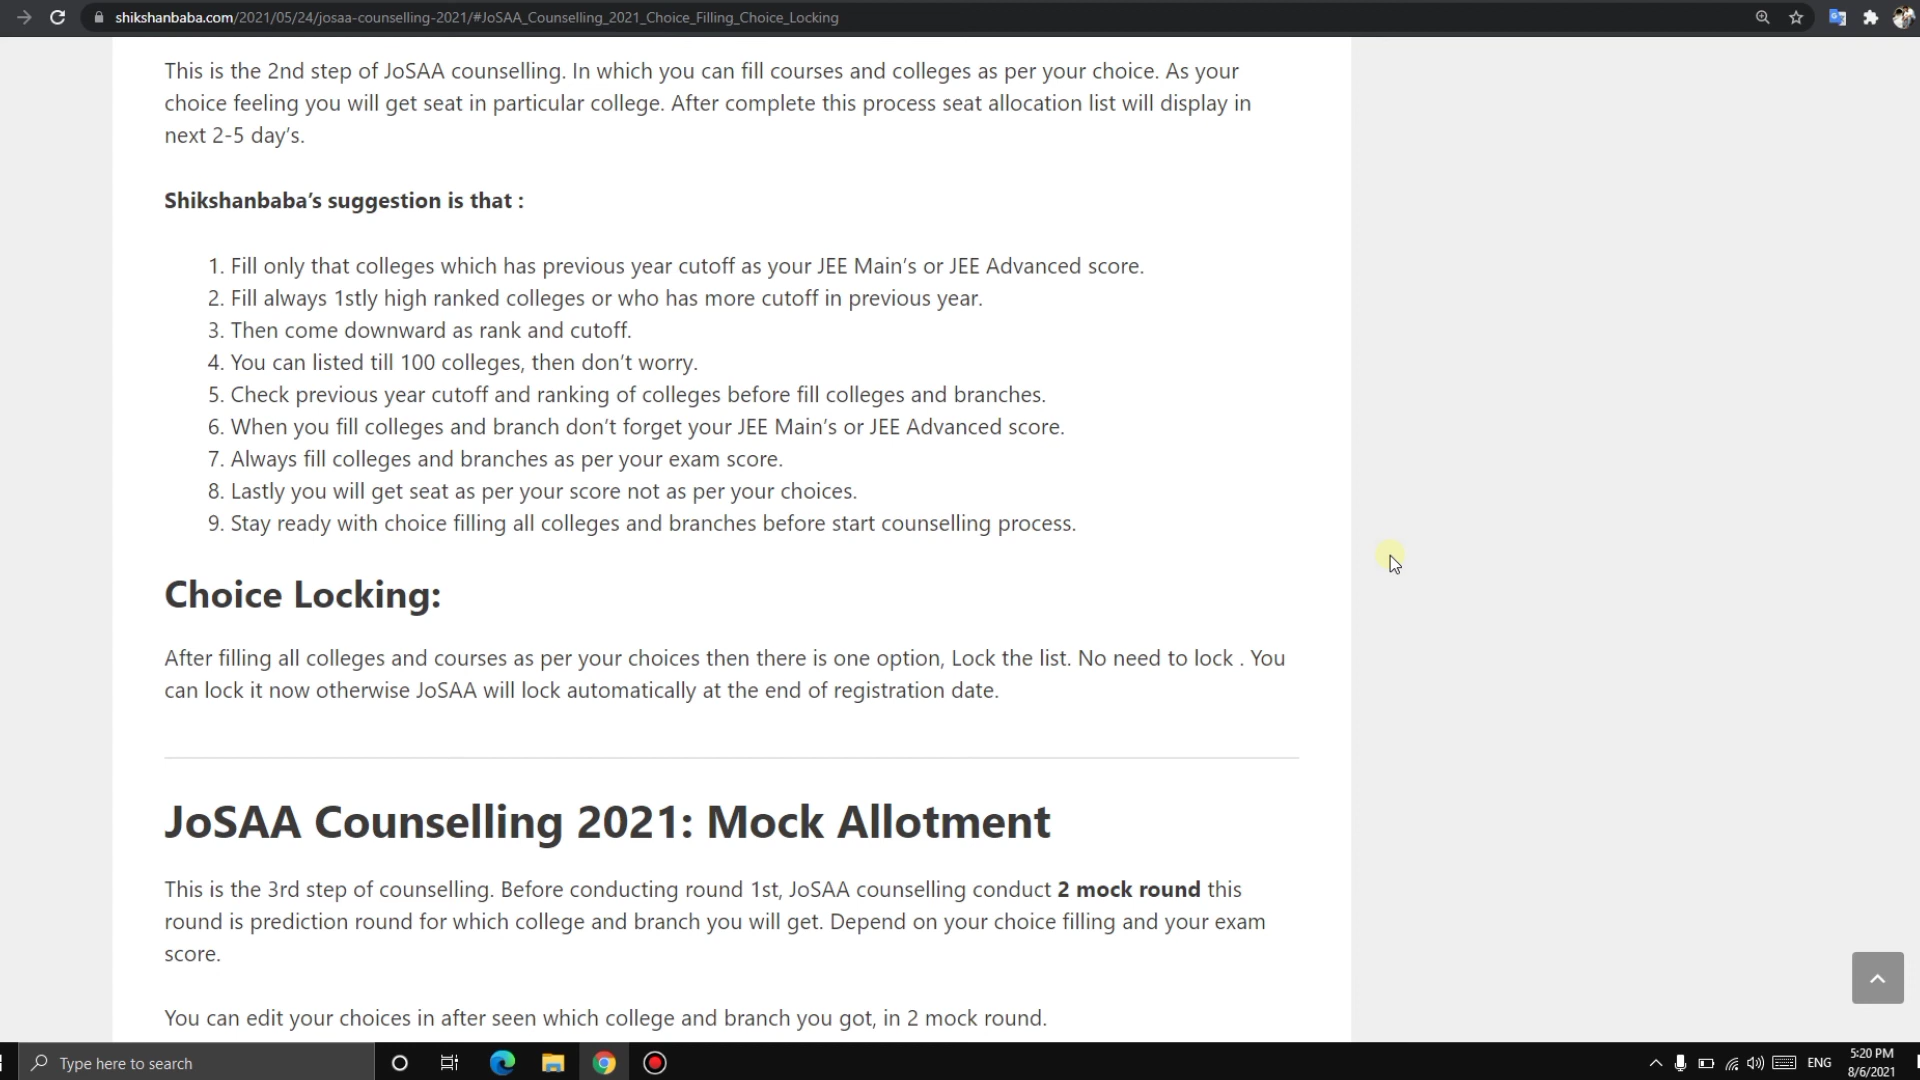 shikshanbaba.com/2021/05/24/josaa-counselling-2021/#JoSAA_Counselling_2021_Choice_Filling_Choice_Locking
This is the 2nd step of JoSAA counselling. In which you can fill courses and colleges as per your choice. As your
choice feeling you will get seat in particular college. After complete this process seat allocation list will display in
next 2-5 day’s.
Shikshanbaba’s suggestion is that :
1. Fill only that colleges which has previous year cutoff as your JEE Main’s or JEE Advanced score.
2. Fill always 1stly high ranked colleges or who has more cutoff in previous year.
3. Then come downward as rank and cutoff.
4. You can listed till 100 colleges, then don’t worry.
5. Check previous year cutoff and ranking of colleges before fill colleges and branches.
6. When you fill colleges and branch don’t forget your JEE Main’s or JEE Advanced score.
7. Always fill colleges and branches as per your exam score.
8. Lastly you will get seat as per your score not as per your choices.
9. Stay ready with choice filling all colleges and branches before start counselling process.
Choice Locking:
After filling all colleges and courses as per your choices then there is one option, Lock the list. No need to lock . You
can lock it now otherwise JoSAA will lock automatically at the end of registration date.
JoSAA Counselling 2021: Mock Allotment
This is the 3rd step of counselling. Before conducting round 1st, JoSAA counselling conduct 2 mock round this
round is prediction round for which college and branch you will get. Depend on your choice filling and your exam
score.
You can edit your choices in after seen which college and branch you got, in 2 mock round.
Type here to search
ENG
5:20 PM
8/6/2021